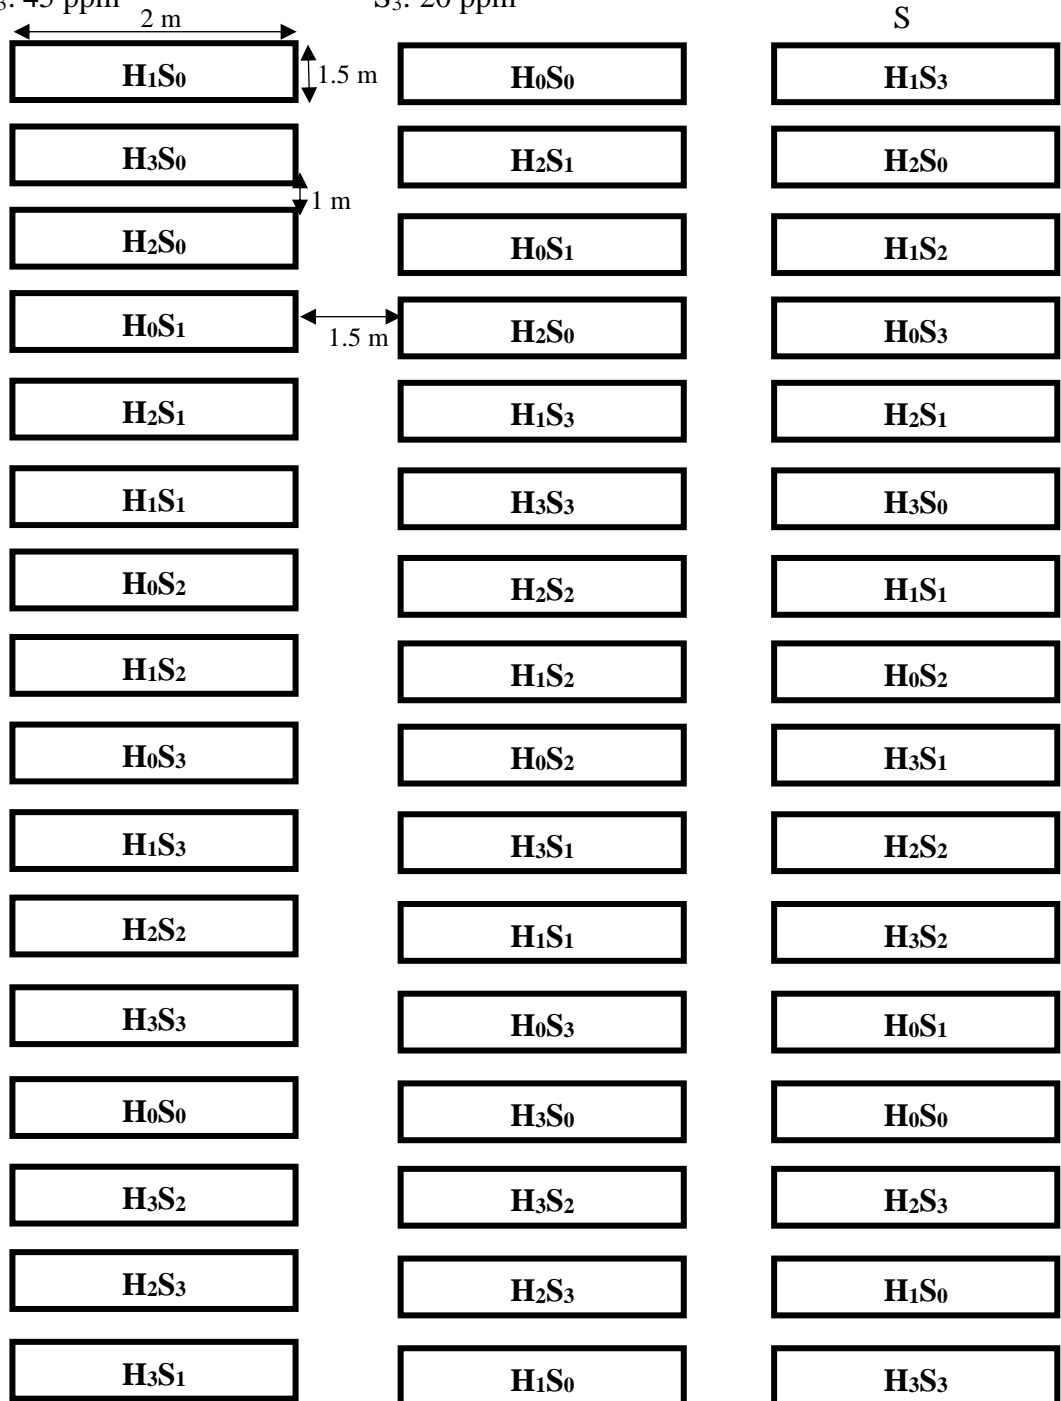 ₃: 45 ppm S₃: 20 ppm
S
2 m
H₁S₀ 1.5 m H₀S₀ H₁S₃
H₃S₀ H₂S₁ H₂S₀
1 m
H₂S₀ H₀S₁ H₁S₂
H₀S₁ 1.5 m H₂S₀ H₀S₃
H₂S₁ H₁S₃ H₂S₁
H₁S₁ H₃S₃ H₃S₀
H₀S₂ H₂S₂ H₁S₁
H₁S₂ H₁S₂ H₀S₂
H₀S₃ H₀S₂ H₃S₁
H₁S₃ H₃S₁ H₂S₂
H₂S₂ H₁S₁ H₃S₂
H₃S₃ H₀S₃ H₀S₁
H₀S₀ H₃S₀ H₀S₀
H₃S₂ H₃S₂ H₂S₃
H₂S₃ H₂S₃ H₁S₀
H₃S₁ H₁S₀ H₃S₃